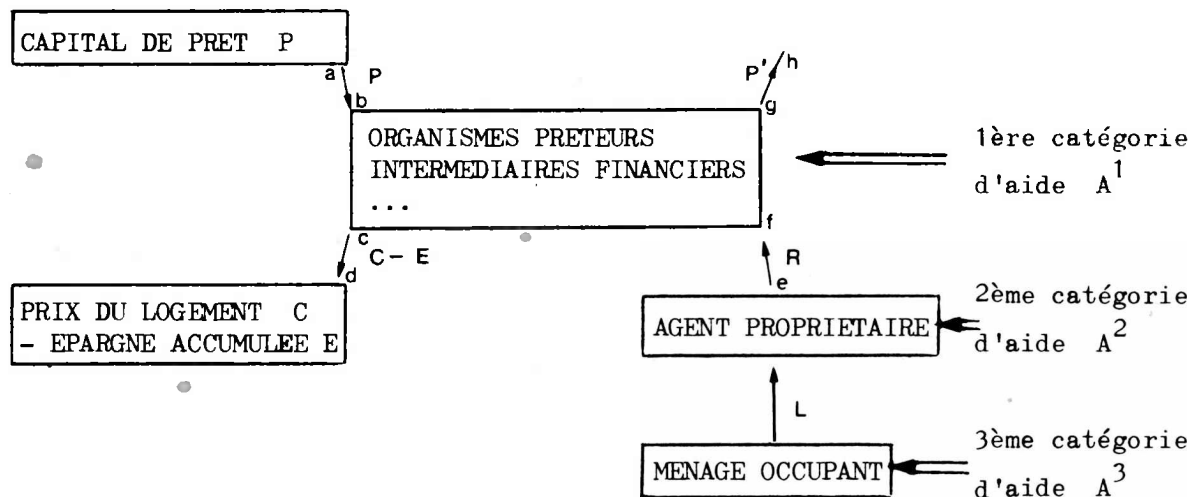 CAPITAL DE PRET P
a
P
b
ORGANISMES PRETEURS
INTERMEDIAIRES FINANCIERS
...
P'
h
g
1ère catégorie
d'aide A¹
c
C - E
d
f
R
e
PRIX DU LOGEMENT C
- EPARGNE ACCUMULEE E
AGENT PROPRIETAIRE
2ème catégorie
d'aide A²
L
MENAGE OCCUPANT
3ème catégorie
d'aide A³